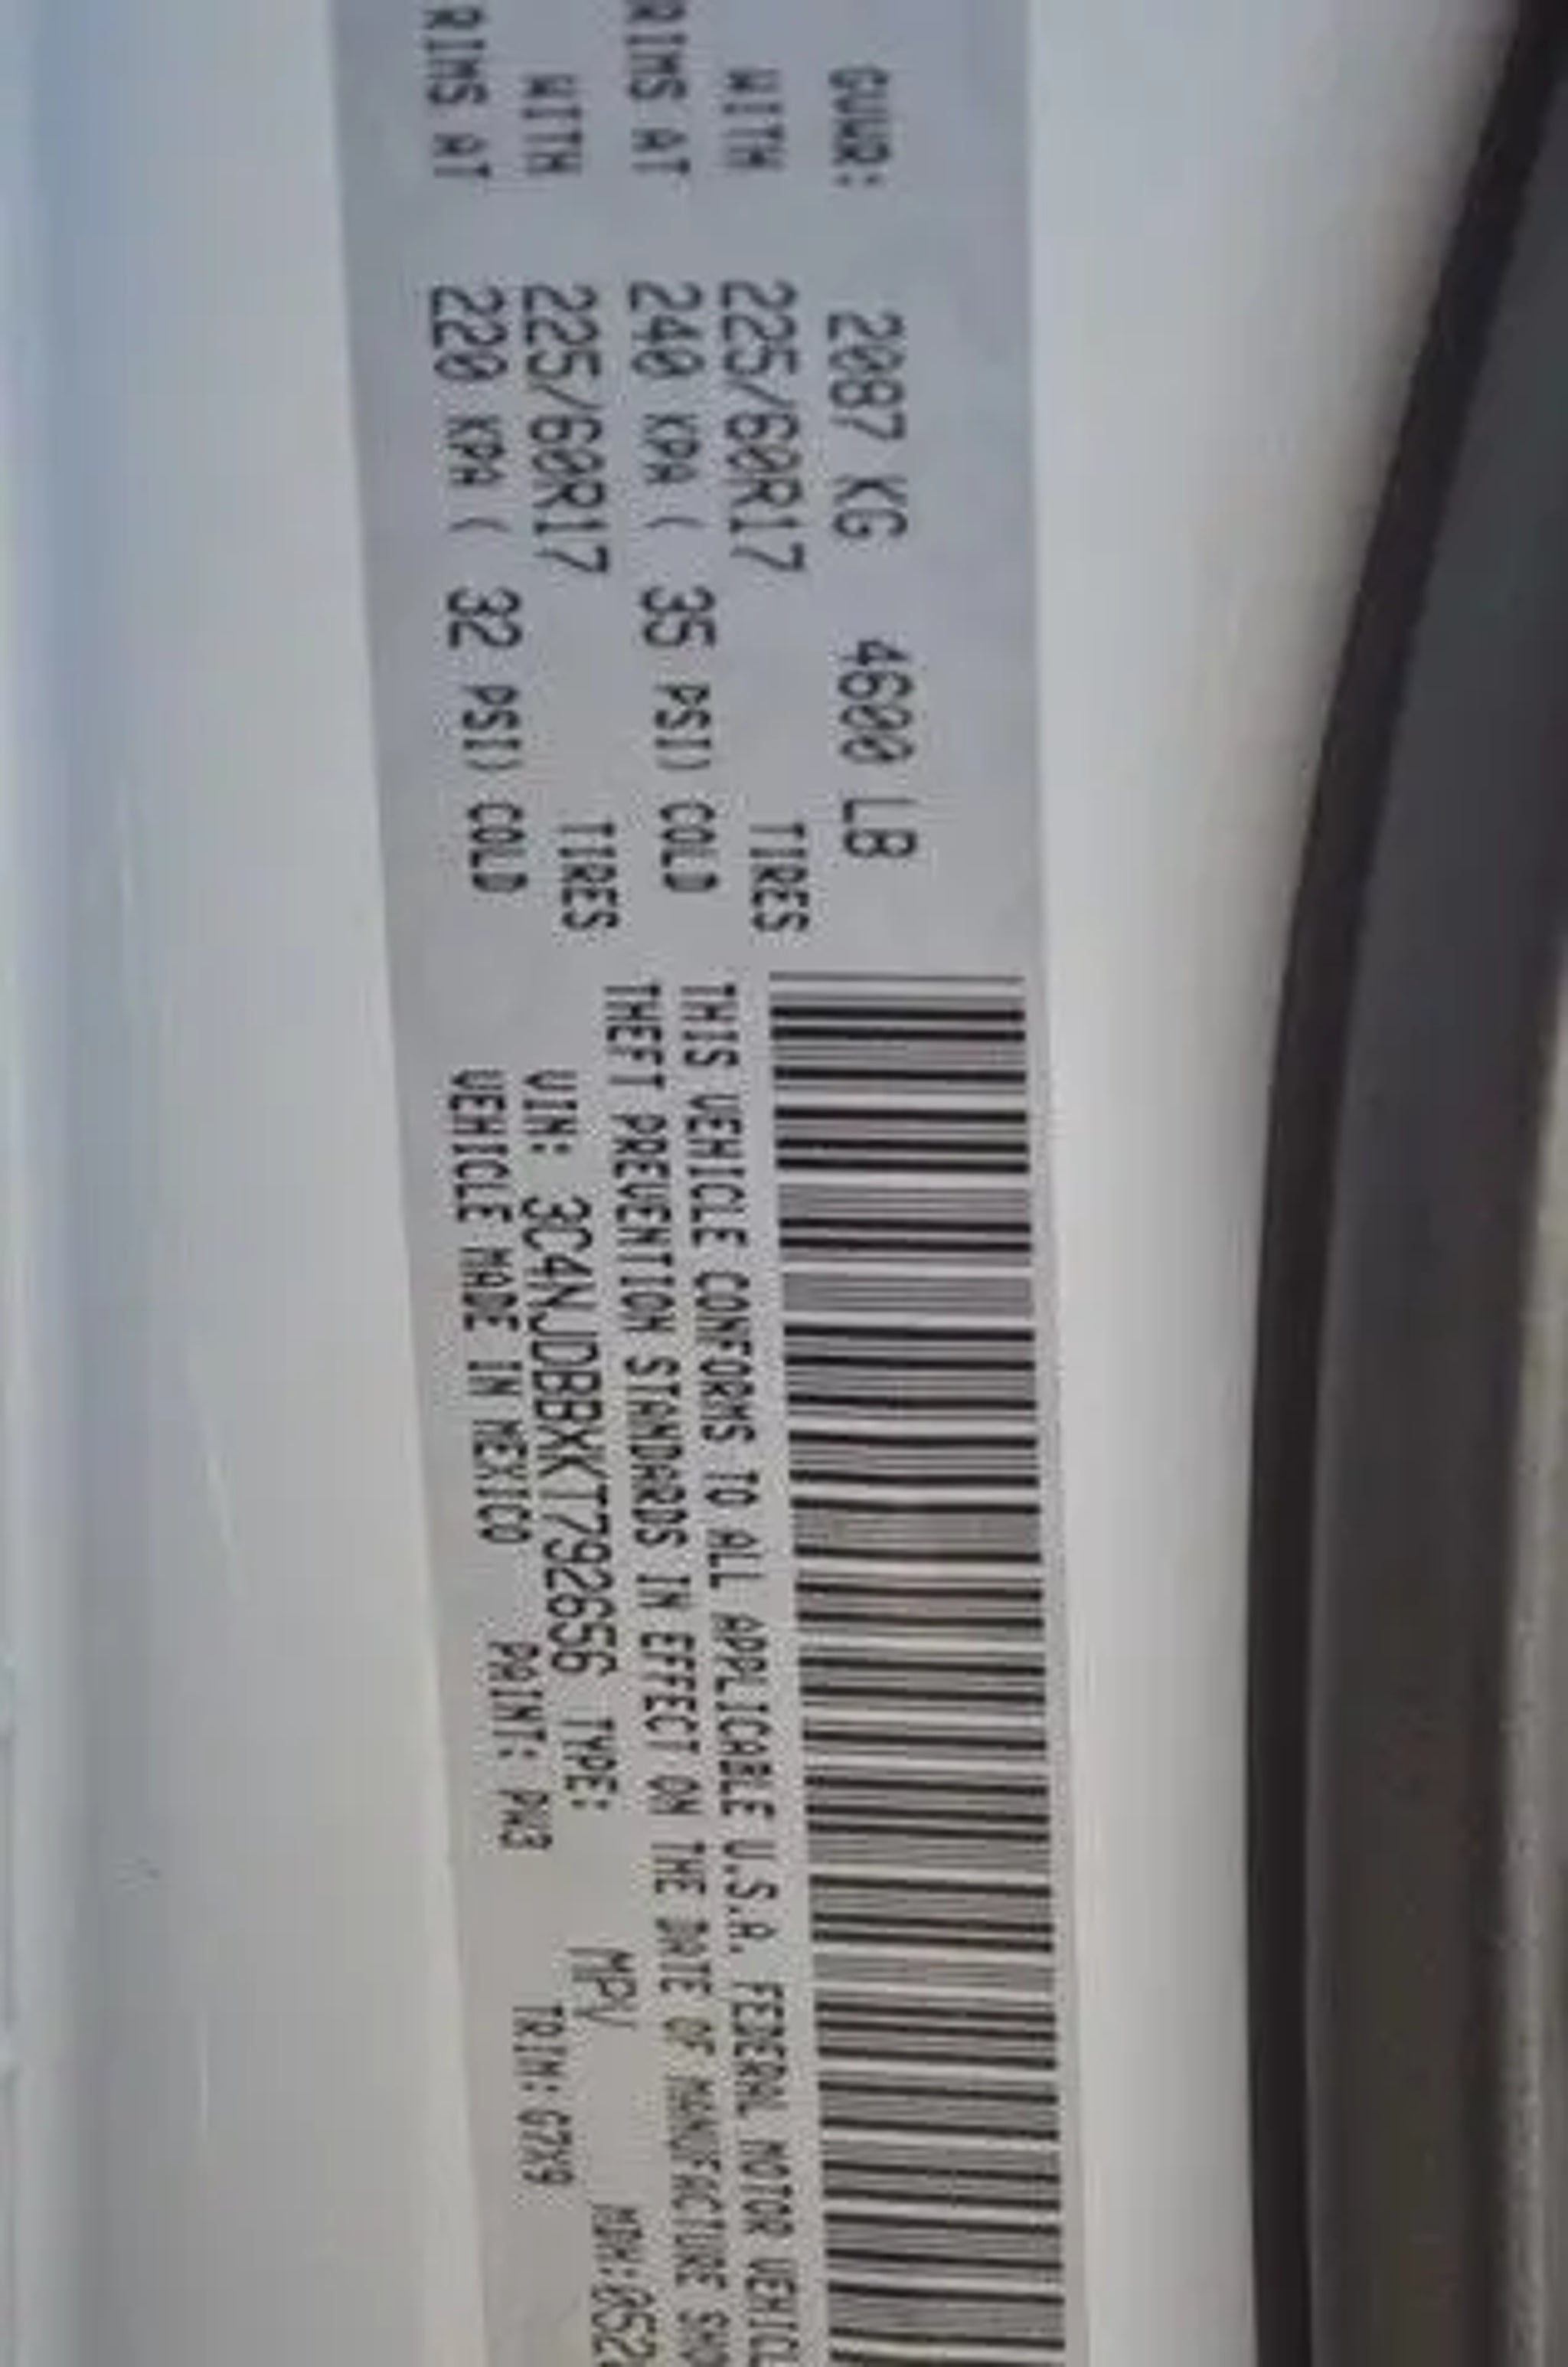 GVWR: 2087 KG 4600 LB
WITH 225/60R17 TIRES
RIMS AT 240 KPA ( 35 PSI) COLD
WITH 225/60R17 TIRES
RIMS AT 220 KPA ( 32 PSI) COLD
THIS VEHICLE CONFORMS TO ALL APPLICABLE U.S.A. FEDERAL MOTOR VEHICL
THEFT PREVENTION STANDARDS IN EFFECT ON THE DATE OF MANUFACTURE SHO
VIN: 3C4NJDBBXKT792656 TYPE: MPV MDH:052
VEHICLE MADE IN MEXICO PAINT: PW3 TRIM: G7X9